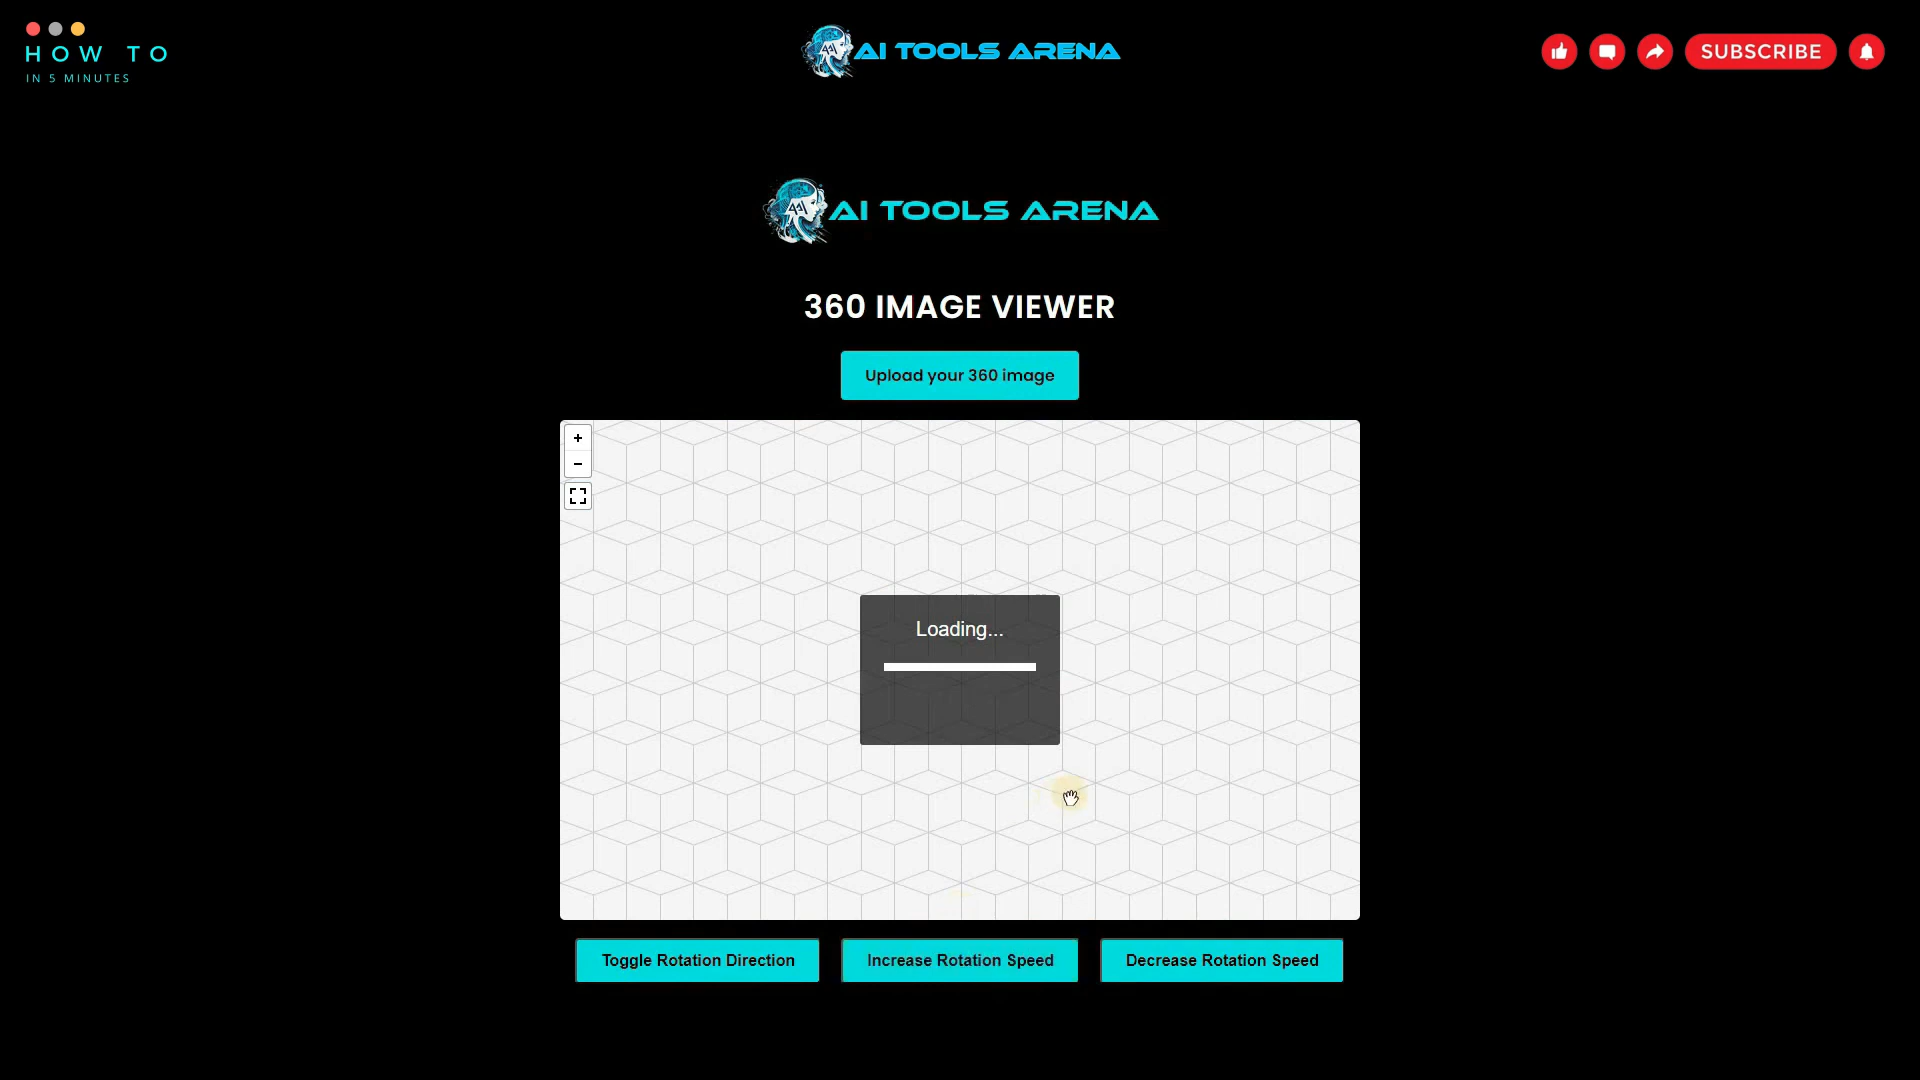 HOW TO
IN 5 MINUTES
AI TOOLS ARENA
SUBSCRIBE
AI TOOLS ARENA
360 IMAGE VIEWER
Upload your 360 image
+
−
Loading...
Toggle Rotation Direction
Increase Rotation Speed
Decrease Rotation Speed